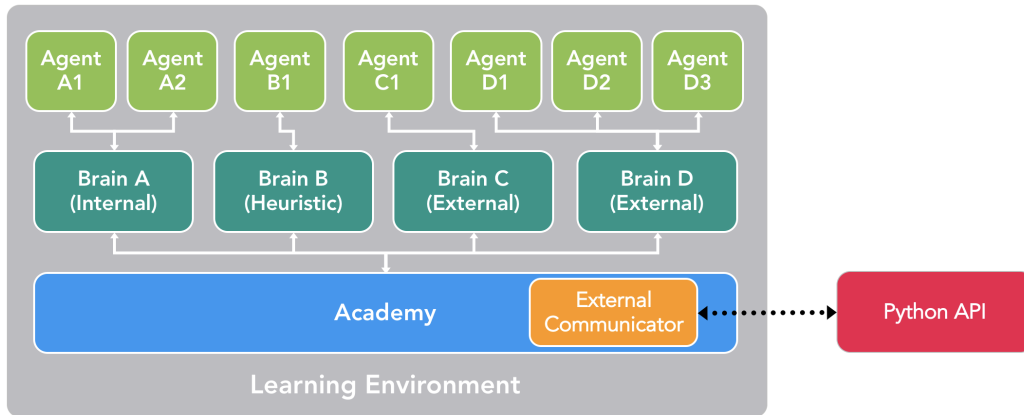 Agent
A1
Agent
A2
Agent
B1
Agent
C1
Agent
D1
Agent
D2
Agent
D3
Brain A
(Internal)
Brain B
(Heuristic)
Brain C
(External)
Brain D
(External)
Academy
External
Communicator
Python API
Learning Environment